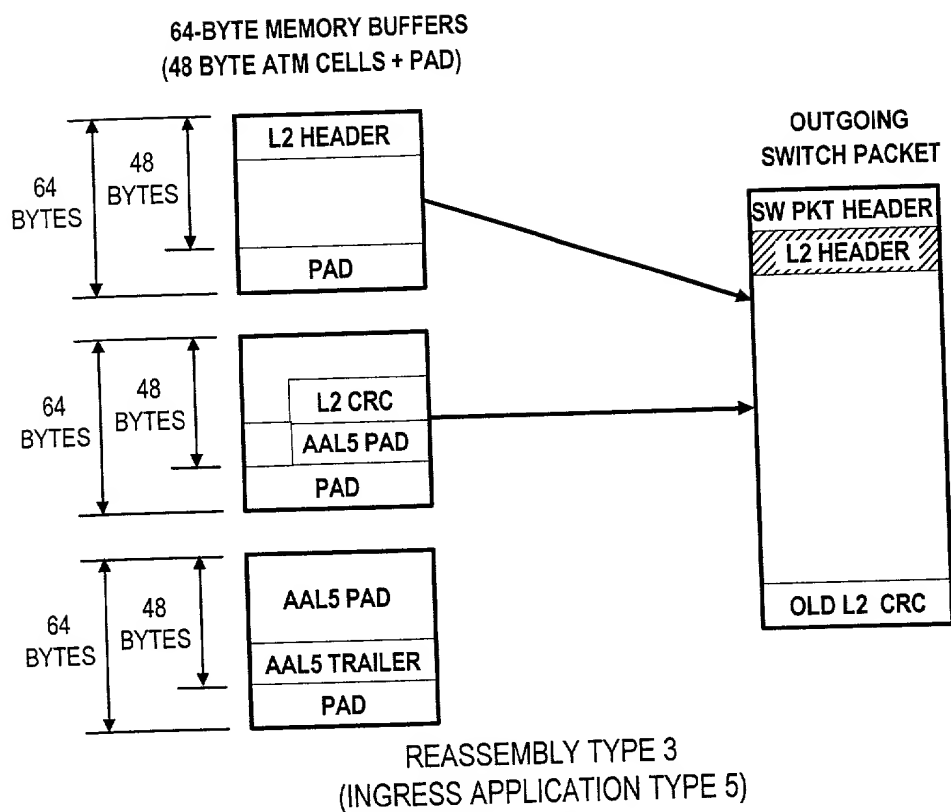 64-BYTE MEMORY BUFFERS
(48 BYTE ATM CELLS + PAD)
64
BYTES
48
BYTES
L2 HEADER
PAD
64
BYTES
48
BYTES
L2 CRC
AAL5 PAD
PAD
64
BYTES
48
BYTES
AAL5 PAD
AAL5 TRAILER
PAD
OUTGOING
SWITCH PACKET
SW PKT HEADER
L2 HEADER
OLD L2 CRC
REASSEMBLY TYPE 3
(INGRESS APPLICATION TYPE 5)